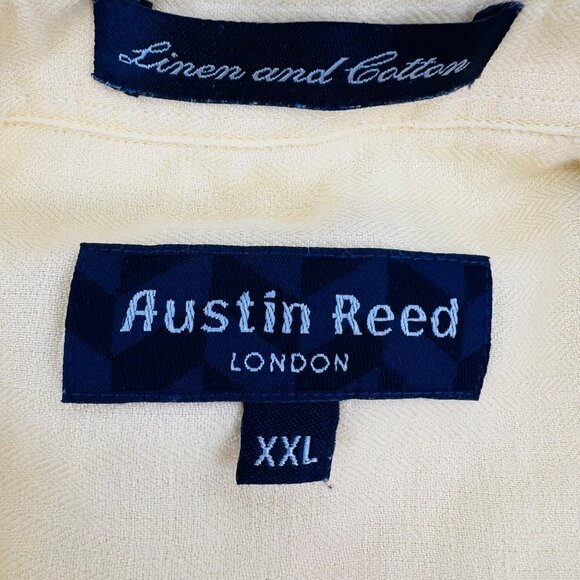 Linen and Cotton
Austin Reed
LONDON
XXL